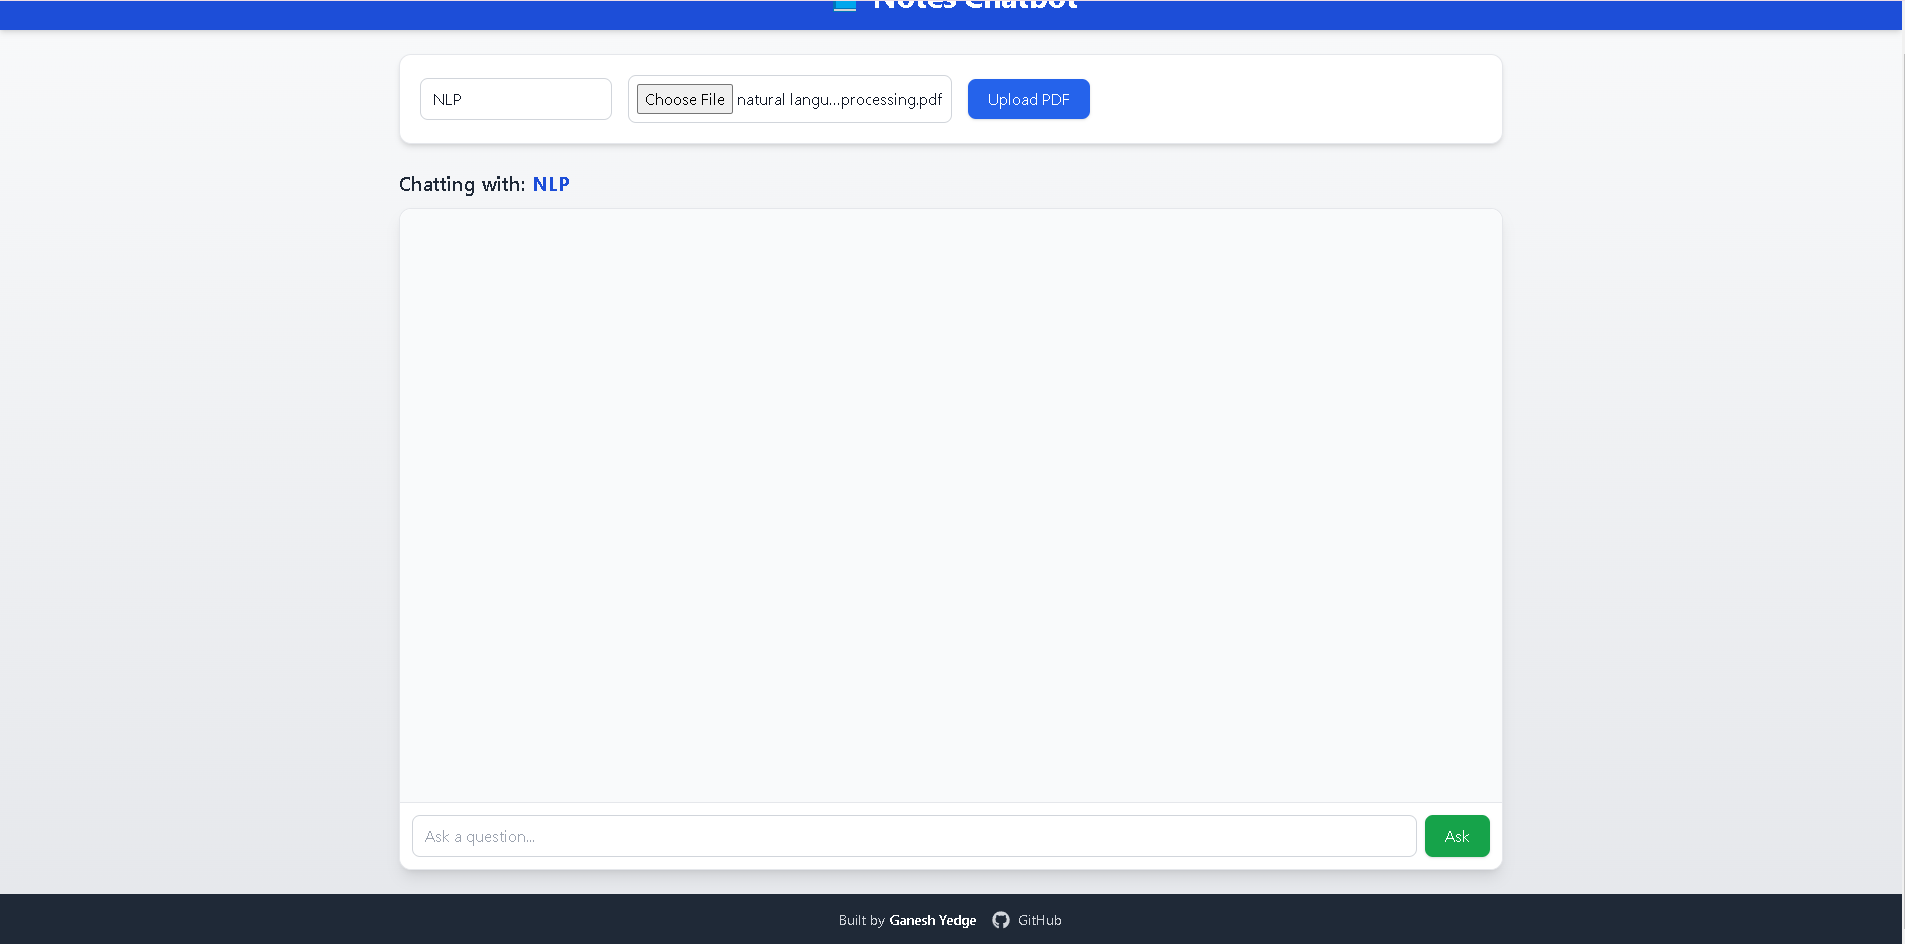 Notes Chatbot
NLP
Choose File natural langu...processing.pdf
Upload PDF
Chatting with: NLP
Ask a question...
Ask
Built by Ganesh Yedge GitHub